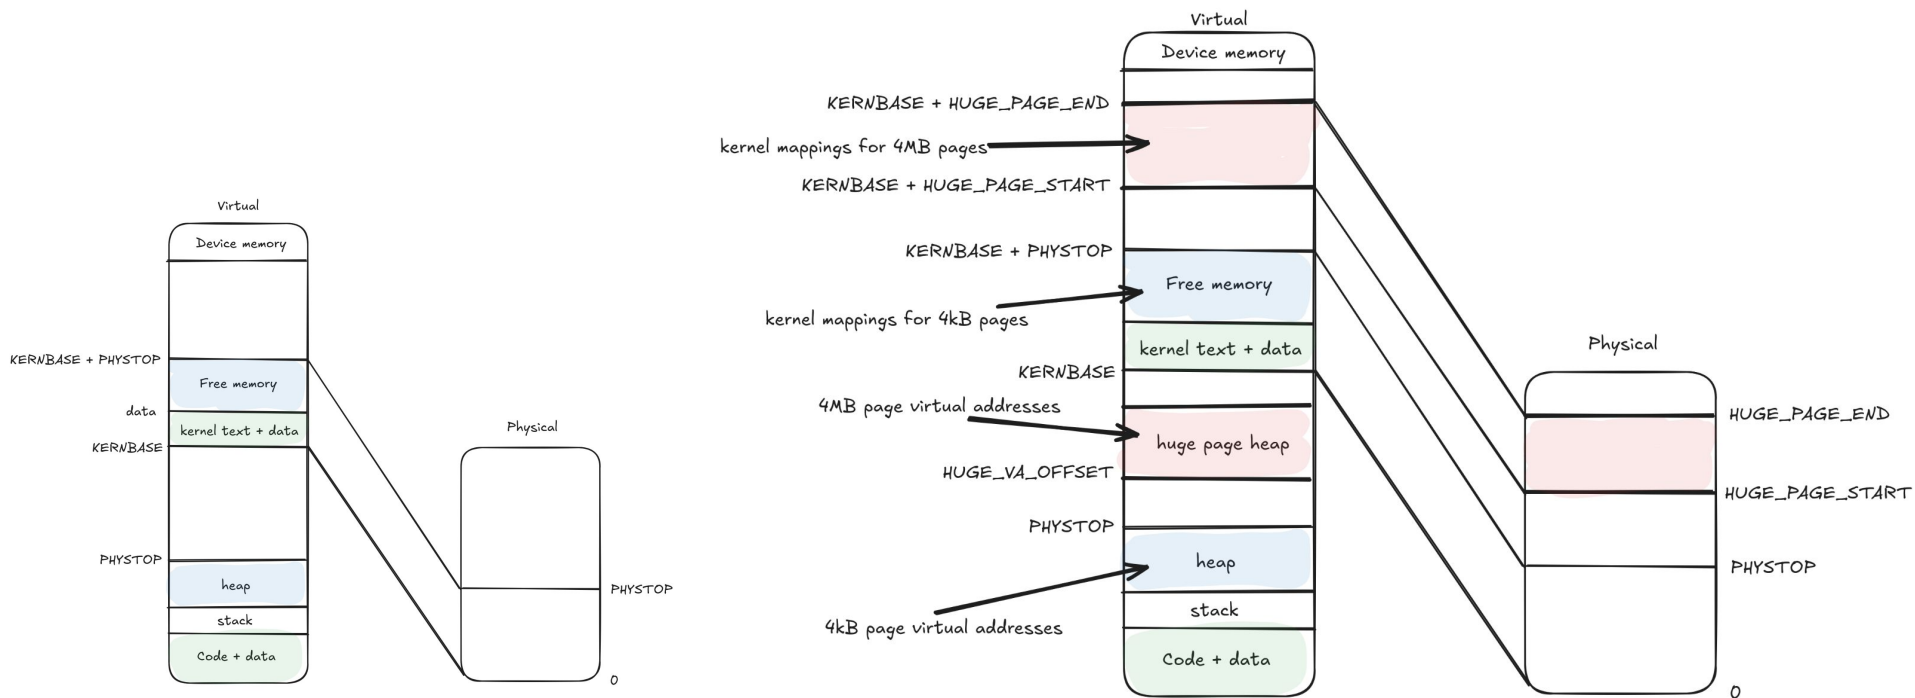 Virtual
Device memory
KERNBASE + PHYSTOP
Free memory
data
kernel text + data
KERNBASE
PHYSTOP
heap
stack
Code + data
Physical
PHYSTOP
0
Virtual
Device memory
KERNBASE + HUGE_PAGE_END
kernel mappings for 4MB pages
KERNBASE + HUGE_PAGE_START
KERNBASE + PHYSTOP
Free memory
kernel mappings for 4kB pages
kernel text + data
KERNBASE
4MB page virtual addresses
huge page heap
HUGE_VA_OFFSET
PHYSTOP
heap
stack
4kB page virtual addresses
Code + data
Physical
HUGE_PAGE_END
HUGE_PAGE_START
PHYSTOP
0